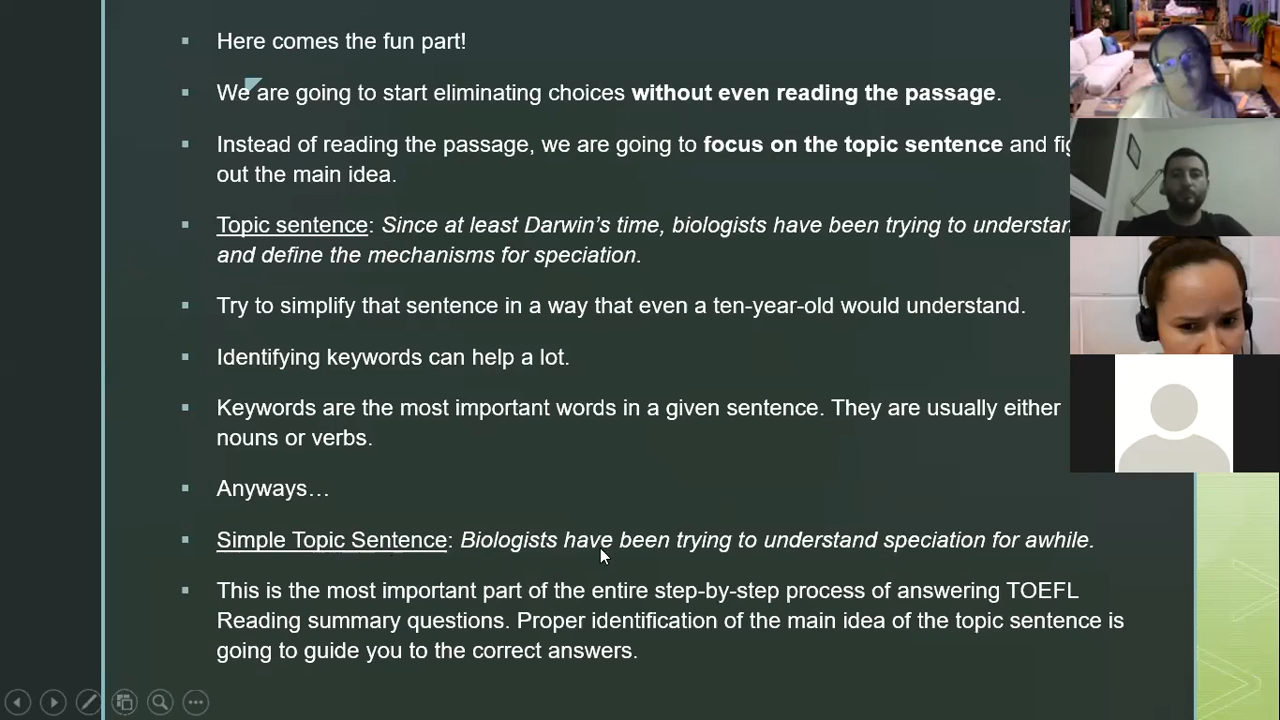 Here comes the fun part!
We are going to start eliminating choices without even reading the passage.
Instead of reading the passage, we are going to focus on the topic sentence and
out the main idea.
Topic sentence: Since at least Darwin's time, biologists have been trying to
and define the mechanisms for speciation.
Try to simplify that sentence in a way that even a ten-year-old would understand.
Identifying keywords can help a lot.
Keywords are the most important words in a given sentence. They are usually either
nouns or verbs.
Anyways…
Simple Topic Sentence: Biologists have been trying to understand speciation for awhile.
This is the most important part of the entire step-by-step process of answering TOEFL
Reading summary questions. Proper identification of the main idea of the topic sentence is
going to guide you to the correct answers.